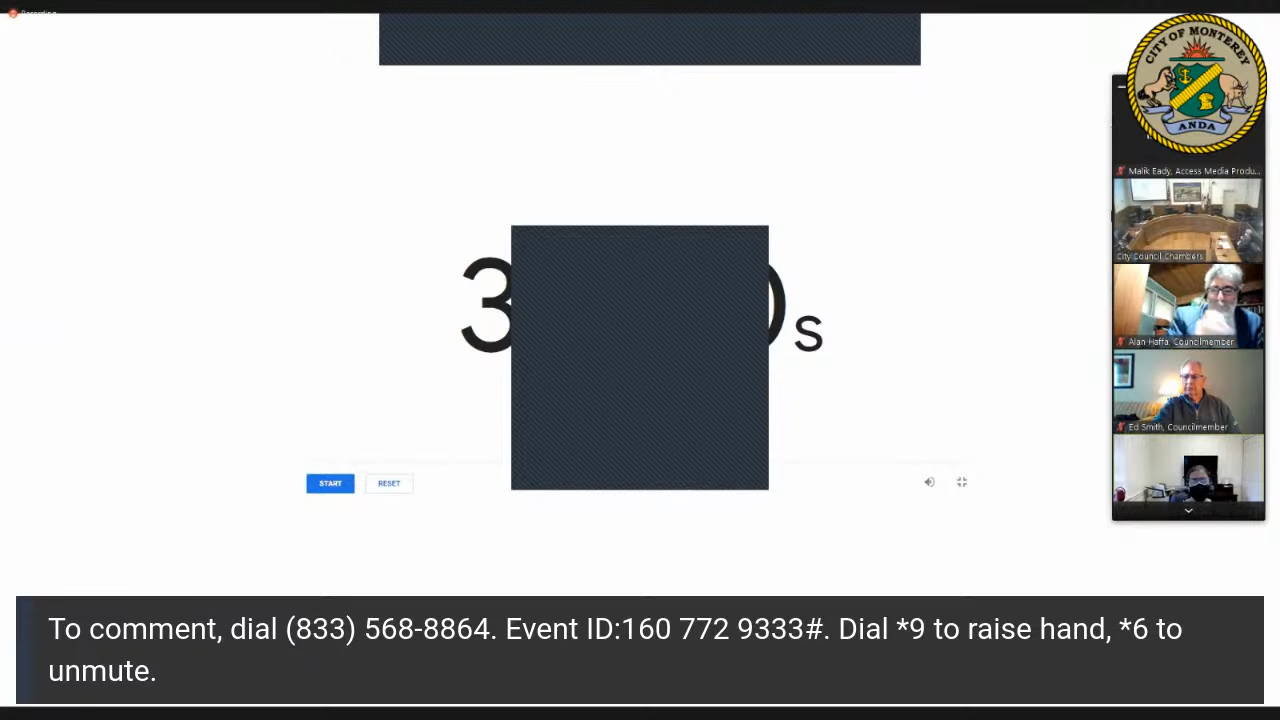 Recording
CITY OF MONTEREY
ANDA
Malik Eady, Access Media Produ...
City Council Chambers
Alan Haffa, Councilmember
Ed Smith, Councilmember
3
s
START
RESET
To comment, dial (833) 568-8864. Event ID:160 772 9333#. Dial *9 to raise hand, *6 to
unmute.